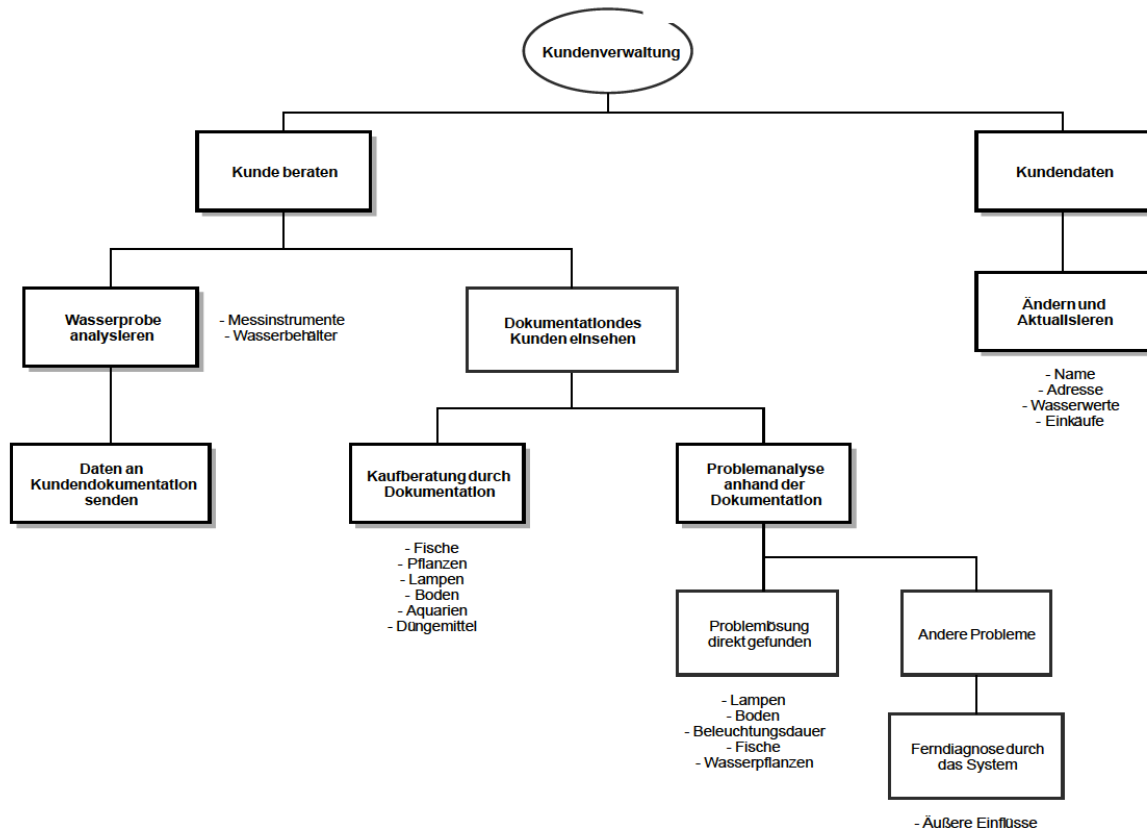 Kundenverwaltung
Kunde beraten
Kundendaten
Wasserprobe
analysieren
- Messinstrumente
- Wasserbehälter
Dokumentationdes
Kunden einsehen
Ändern und
Aktuallsieren
- Name
- Adresse
- Wasserwerte
- Einkäufe
Daten an
Kundendokumentation
senden
Kaufberatung durch
Dokumentation
- Fische
- Pflanzen
- Lampen
- Boden
- Aquarien
- Düngemittel
Problemanalyse
anhand der
Dokumentation
Problemlösung
direkt gefunden
- Lampen
- Boden
- Beleuchtungsdauer
- Fische
- Wasserpflanzen
Andere Probleme
Ferndiagnose durch
das System
- Äußere Einflüsse